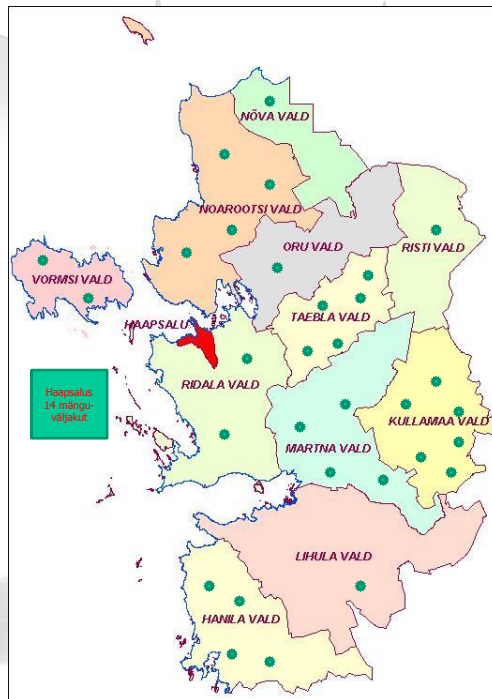 NÕVA VALD
NOAROOTSI VALD
ORU VALD
RISTI VALD
VORMSI VALD
TAEBLA VALD
HAAPSALU
RIDALA VALD
Haapsalus
14 mängu-
väljakut
KULLAMAA VALD
MARTNA VALD
LIHULA VALD
HANILA VALD